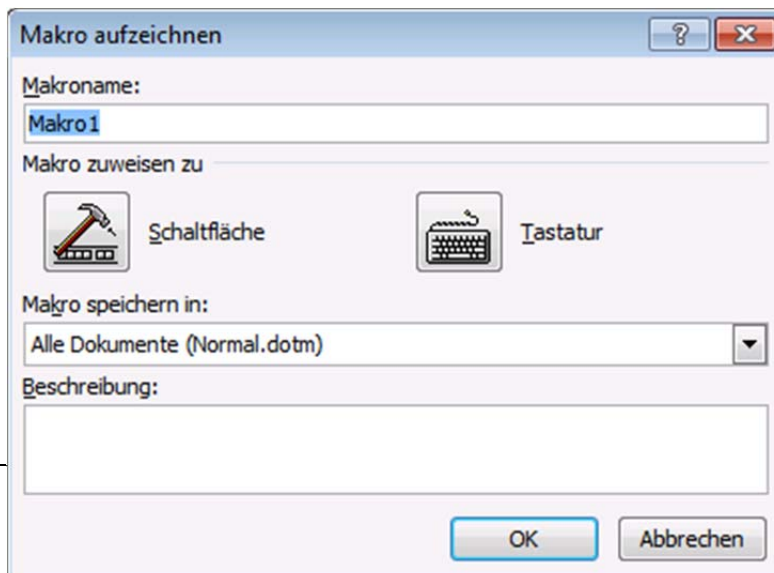 Makro aufzeichnen
Makroname:
Makro1
Makro zuweisen zu
Schaltfläche Tastatur
Makro speichern in:
Alle Dokumente (Normal.dotm)
Beschreibung:
OK Abbrechen